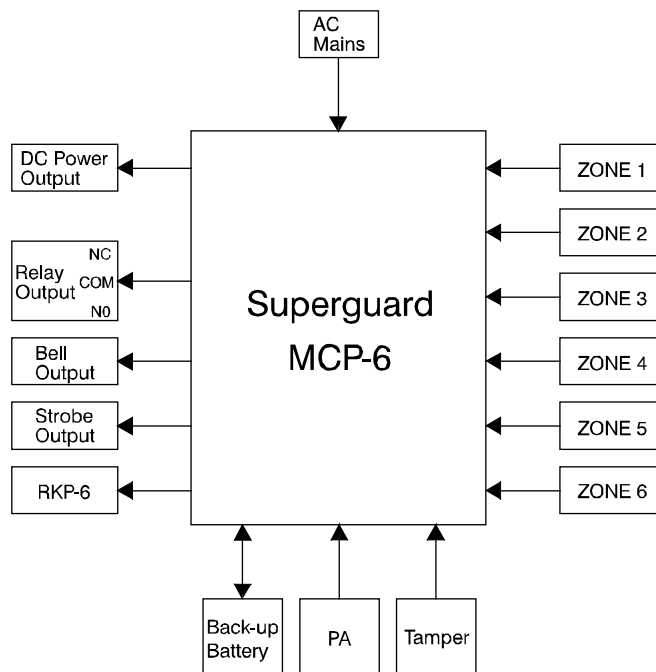 AC
Mains
DC Power
Output
NC
Relay COM
Output
N0
Bell
Output
Strobe
Output
RKP-6
Superguard
MCP-6
ZONE 1
ZONE 2
ZONE 3
ZONE 4
ZONE 5
ZONE 6
Back-up
Battery
PA
Tamper